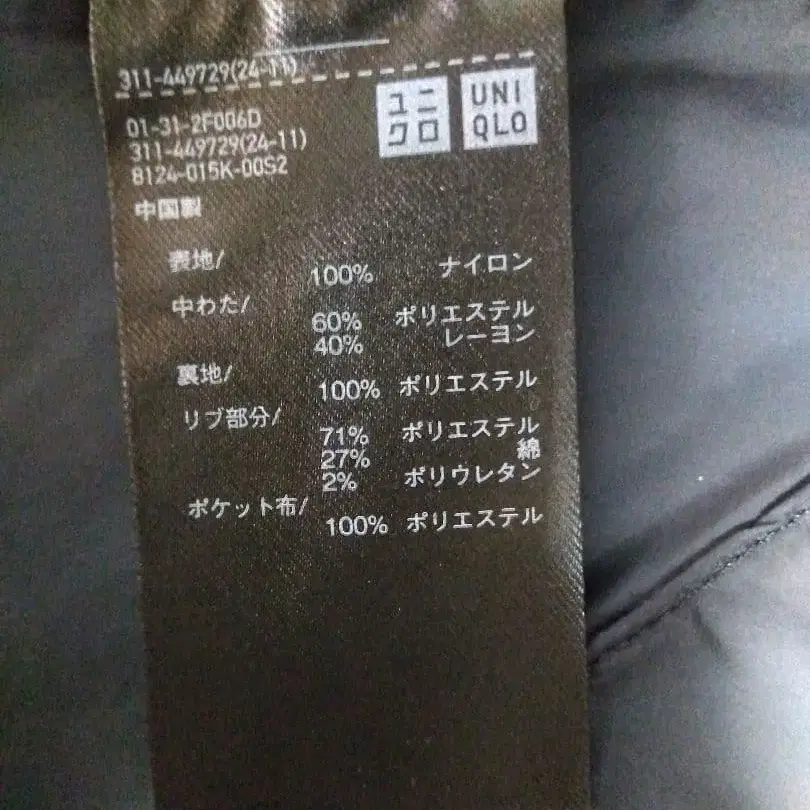 311-449729(24-11)
ユニクロ
UNIQLO
01-31-2F006D
311-449729(24-11)
8124-015K-00S2
中国製
表地/
100% ナイロン
中わた/
60% ポリエステル
40% レーヨン
裏地/
100% ポリエステル
リブ部分/
71% ポリエステル
27% 綿
2% ポリウレタン
ポケット布/
100% ポリエステル